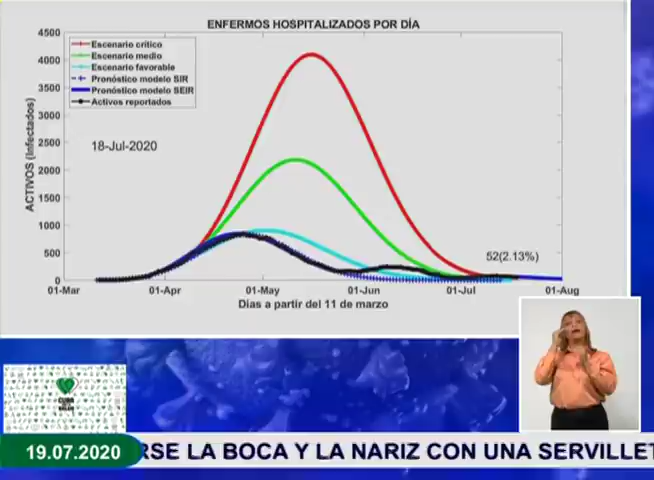 ENFERMOS HOSPITALIZADOS POR DÍA
4500
4000
3500
3000
2500
2000
1500
1000
500
0
ACTIVOS (Infectados)
Escenario crítico
Escenario medio
Escenario favorable
Pronóstico modelo SIR
Pronóstico modelo SEIR
Activos reportados
18-Jul-2020
52(2.13%)
01-Mar 01-Apr 01-May 01-Jun 01-Jul 01-Aug
Días a partir del 11 de marzo
CUBA
19.07.2020 RSE LA BOCA Y LA NARIZ CON UNA SERVILLET